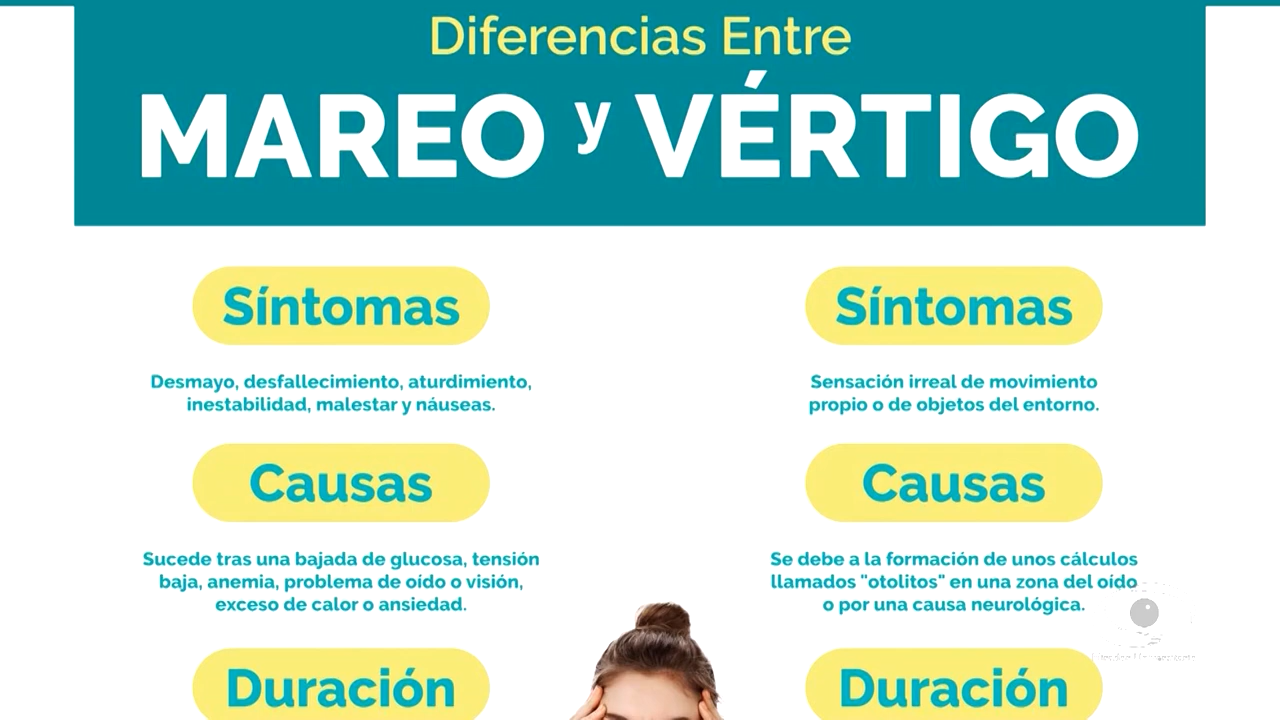 Diferencias Entre
MAREO y VÉRTIGO
Síntomas
Desmayo, desfallecimiento, aturdimiento,
inestabilidad, malestar y náuseas.
Causas
Sucede tras una bajada de glucosa, tensión
baja, anemia, problema de oído o visión,
exceso de calor o ansiedad.
Duración
Síntomas
Sensación irreal de movimiento
propio o de objetos del entorno.
Causas
Se debe a la formación de unos cálculos
llamados "otolitos" en una zona del oído
o por una causa neurológica.
Duración